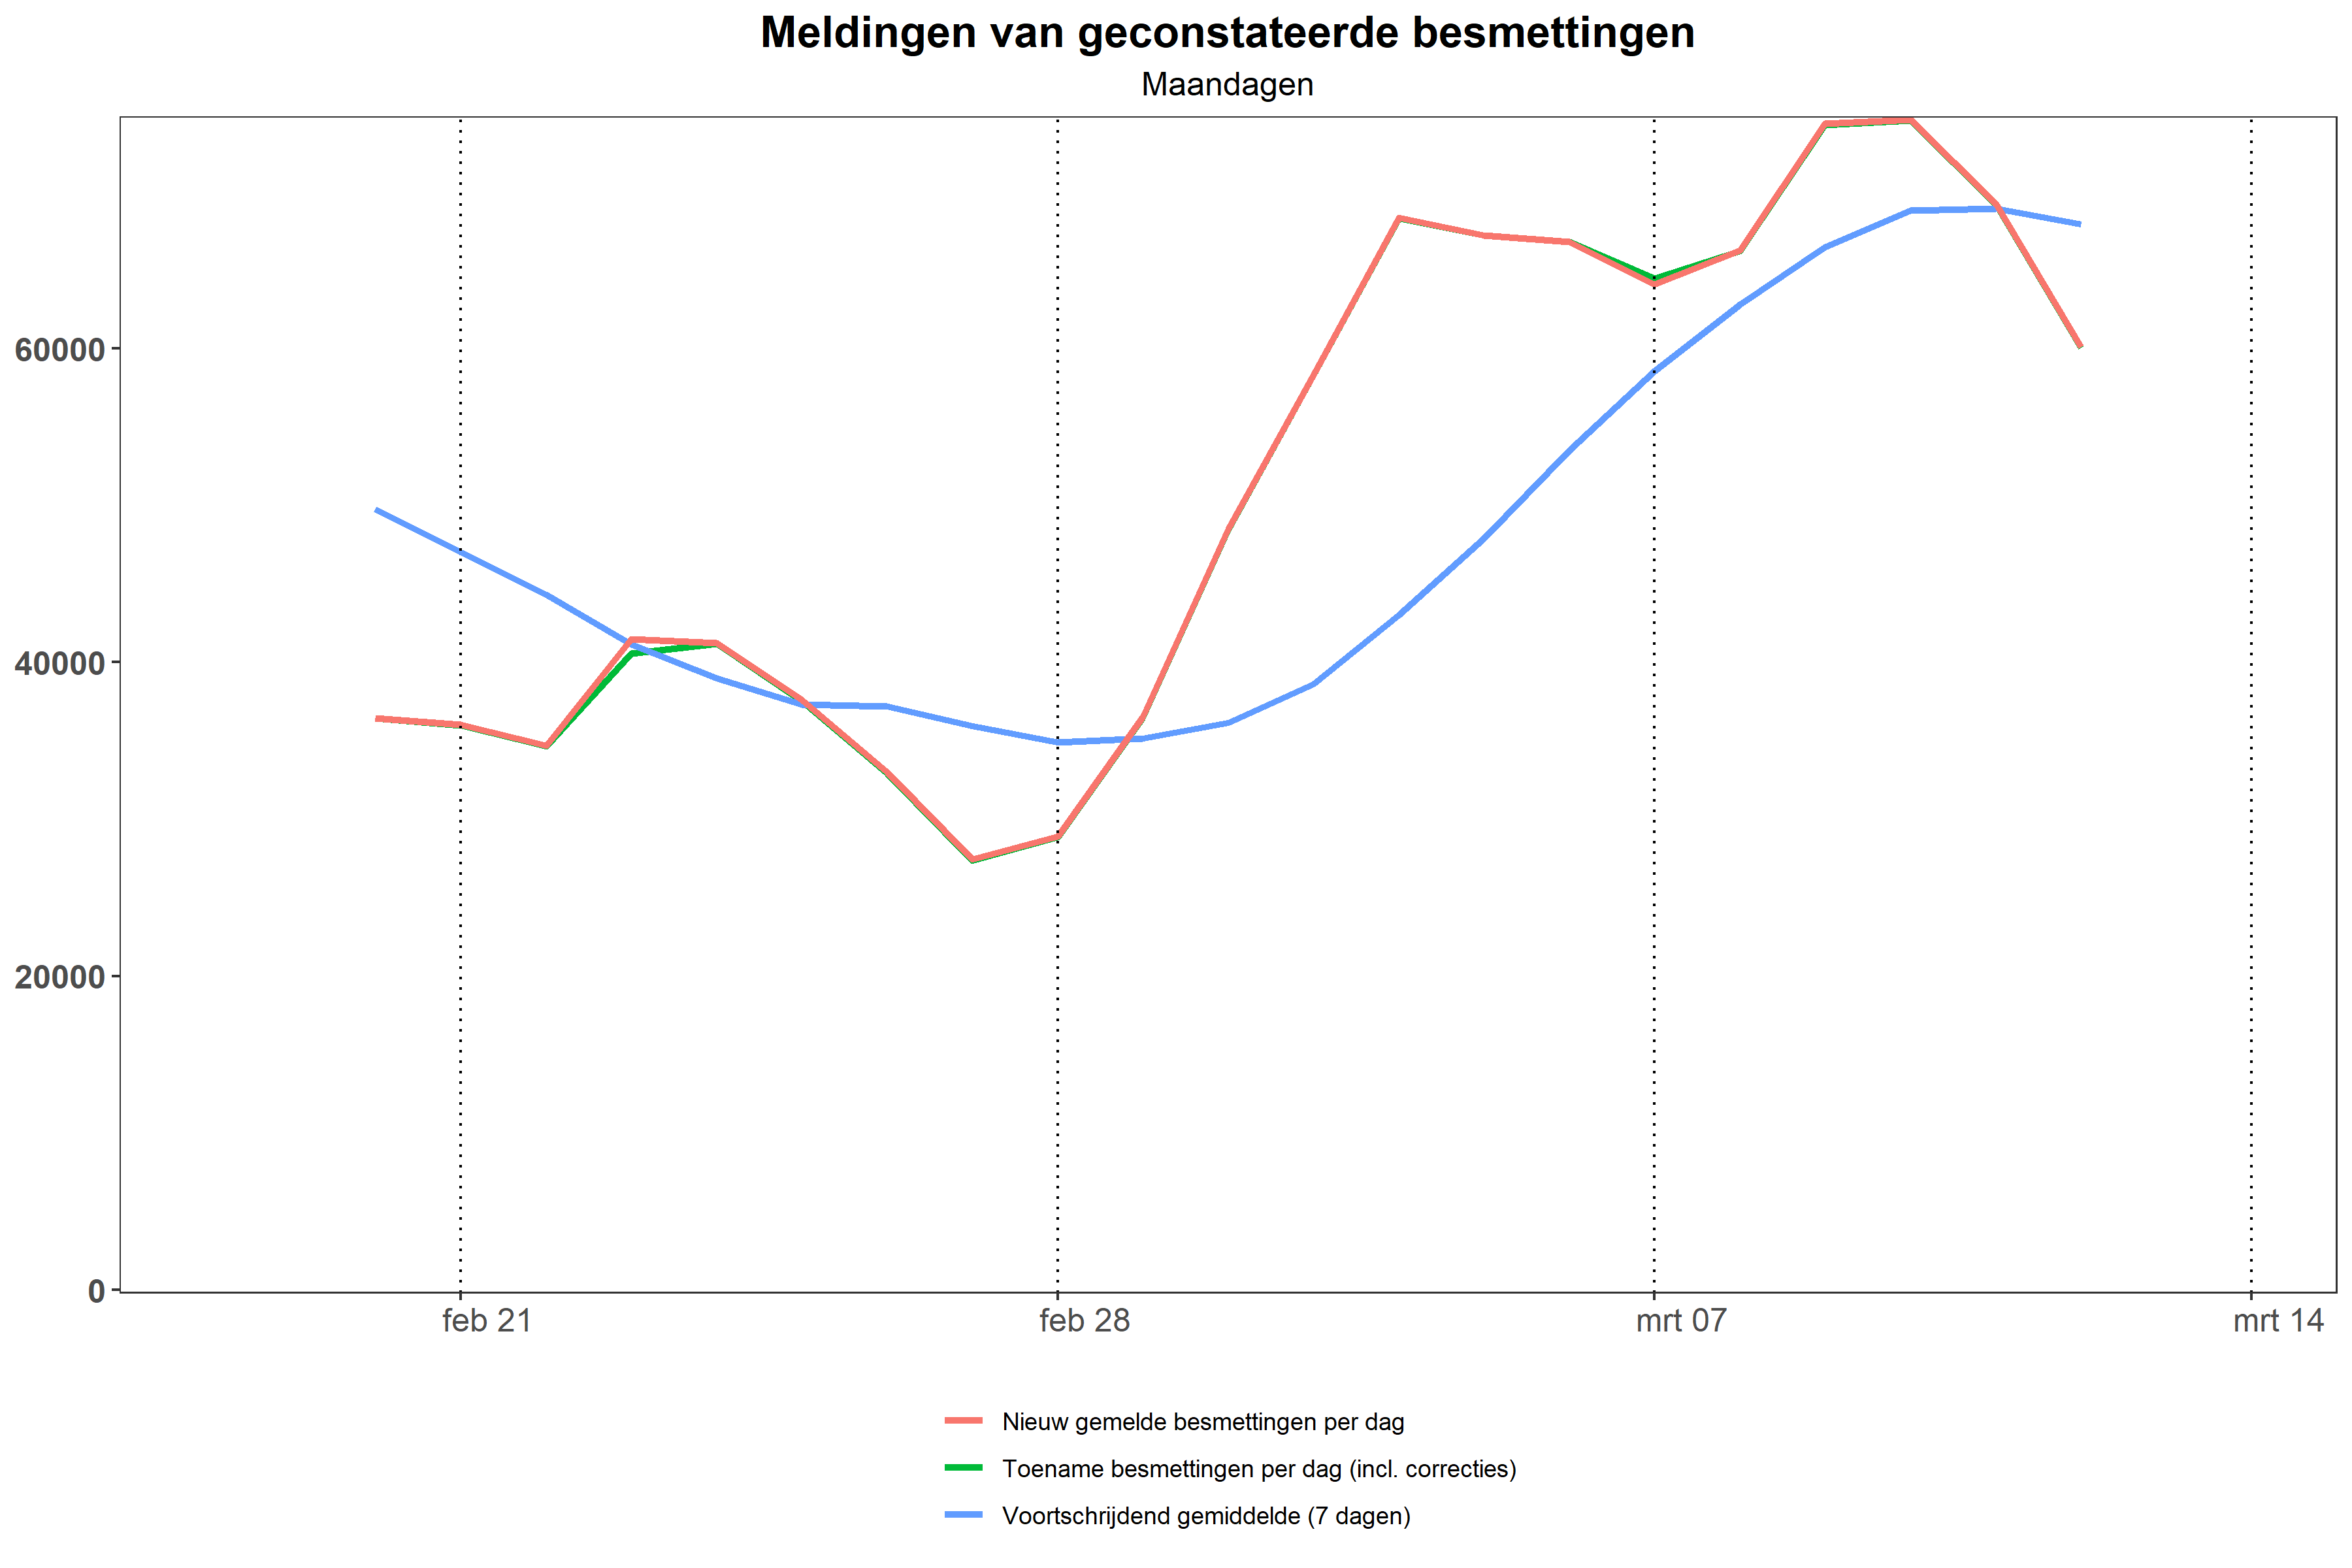 Meldingen van geconstateerde besmettingen
Maandagen
60000
40000
20000
0
feb 21
feb 28
mrt 07
mrt 14
Nieuw gemelde besmettingen per dag
Toename besmettingen per dag (incl. correcties)
Voortschrijdend gemiddelde (7 dagen)